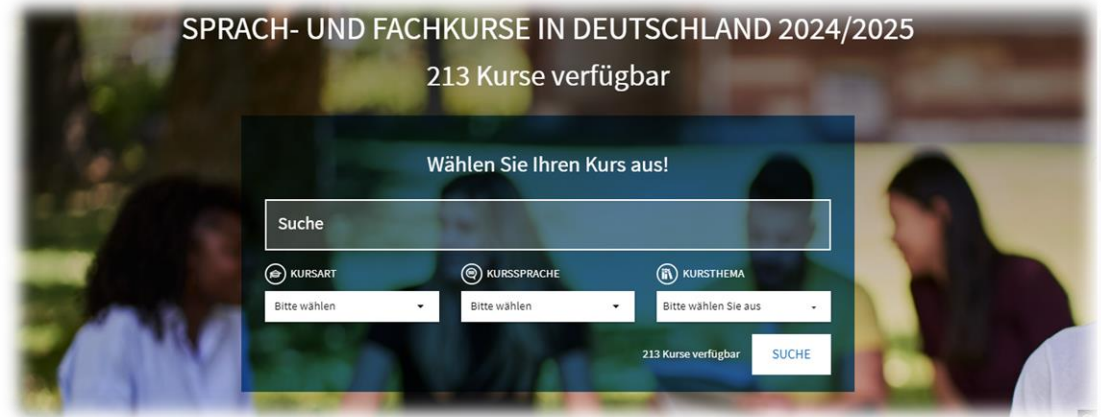 SPRACH- UND FACHKURSE IN DEUTSCHLAND 2024/2025
213 Kurse verfügbar
Wählen Sie Ihren Kurs aus!
Suche
KURSART KURSSPRACHE KURSTHEMA
Bitte wählen Bitte wählen Bitte wählen Sie aus
213 Kurse verfügbar SUCHE